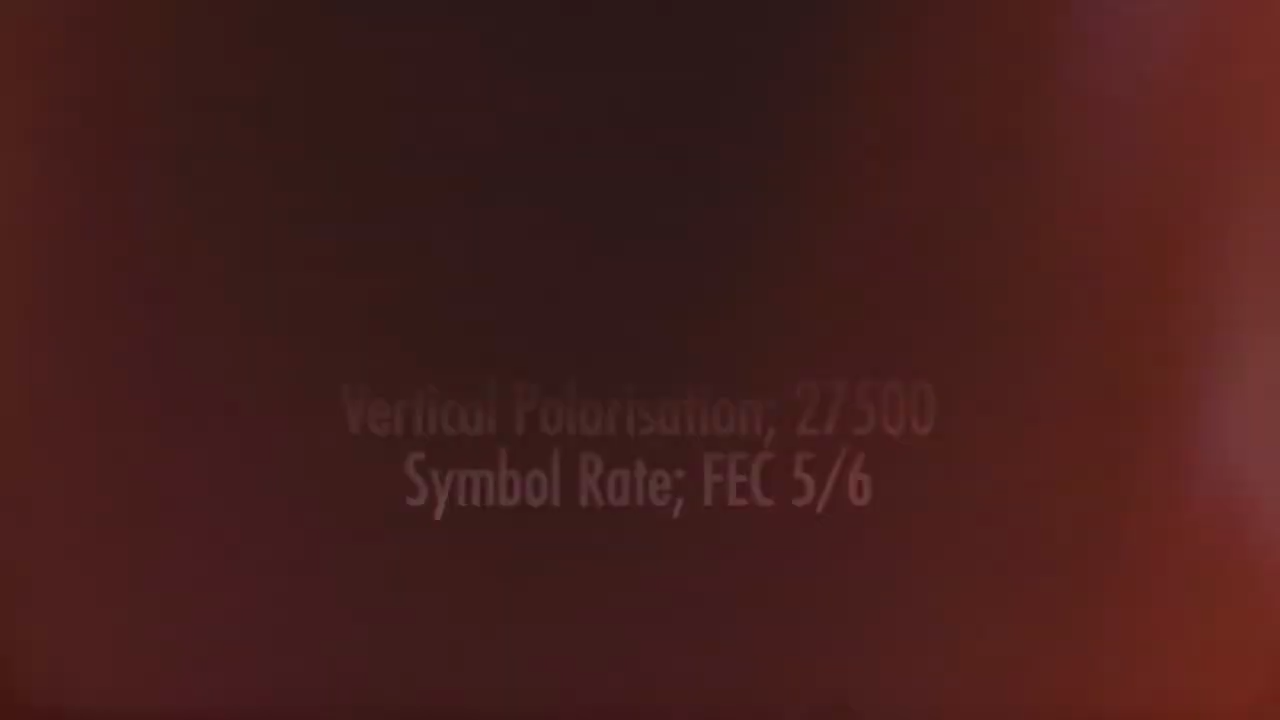 Vertical Polarisation; 27500
Symbol Rate; FEC 5/6